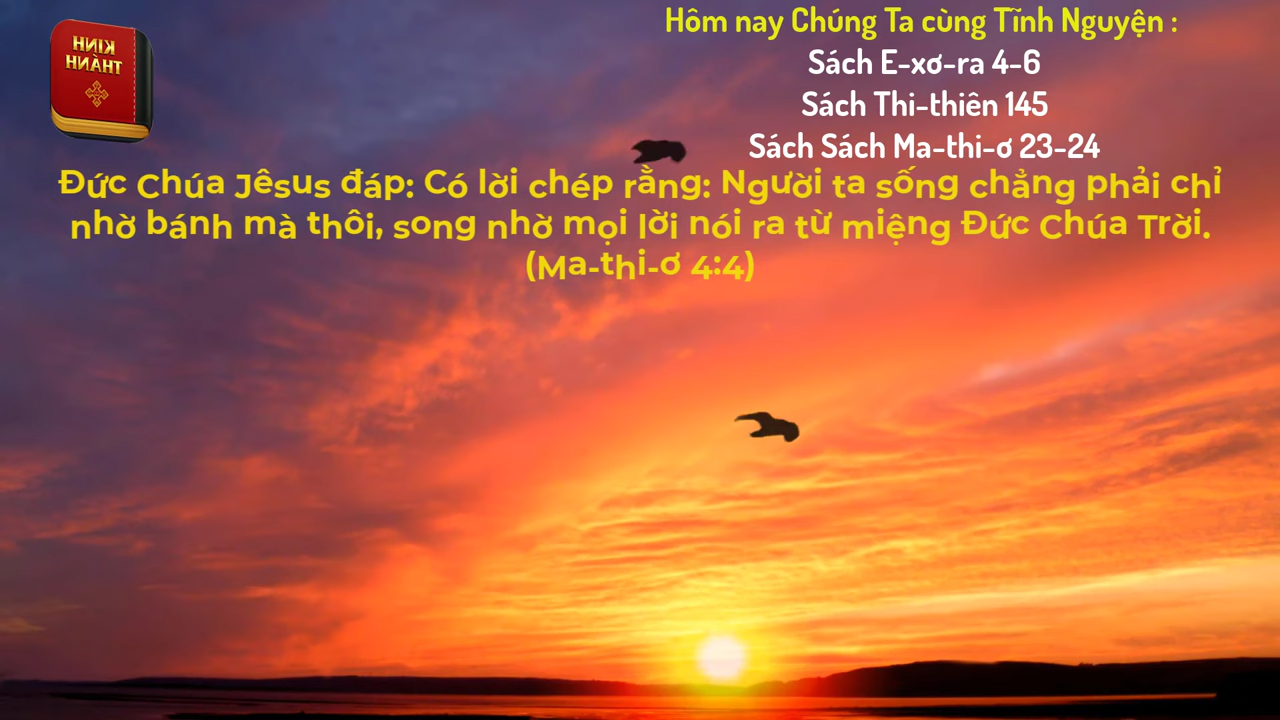 KINH
THÁNH
Hôm nay Chúng Ta cùng Tĩnh Nguyện :
Sách E-xơ-ra 4-6
Sách Thi-thiên 145
Sách Sách Ma-thi-ơ 23-24
Đức Chúa Jêsus đáp: Có lời chép rằng: Người ta sống chẳng phải chỉ
nhờ bánh mà thôi, song nhờ mọi lời nói ra từ miệng Đức Chúa Trời.
(Ma-thi-ơ 4:4)